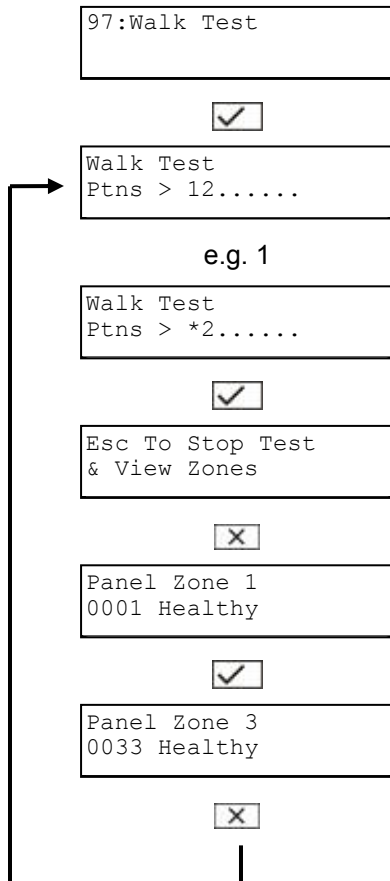 97:Walk Test
Walk Test
Ptns > 12......
e.g. 1
Walk Test
Ptns > *2......
Esc To Stop Test
& View Zones
Panel Zone 1
0001 Healthy
Panel Zone 3
0033 Healthy